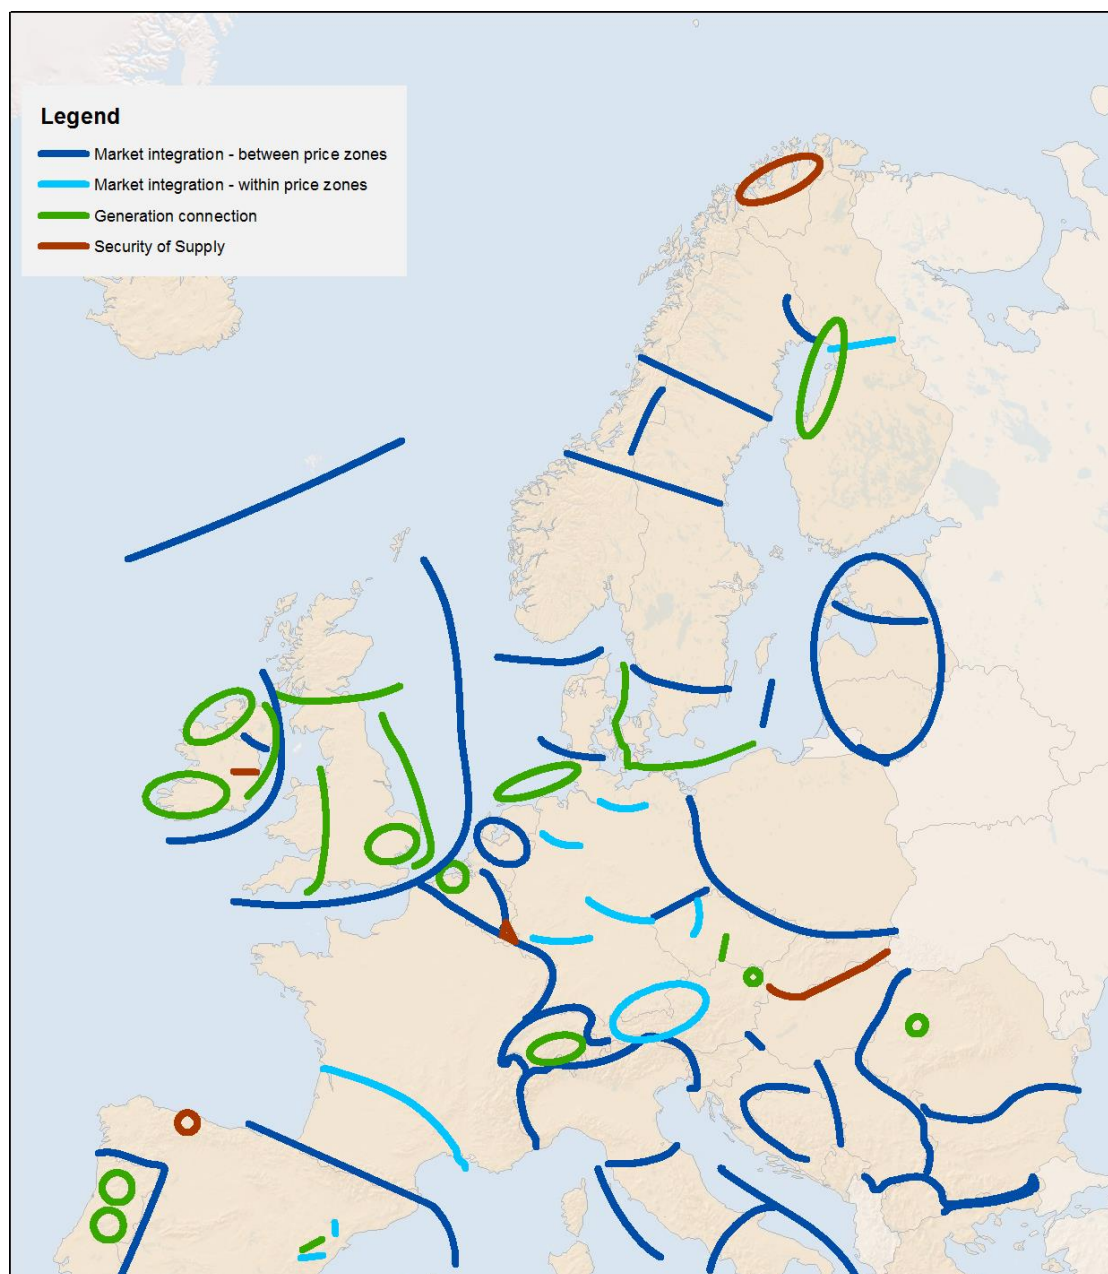 Legend
Market integration - between price zones
Market integration - within price zones
Generation connection
Security of Supply